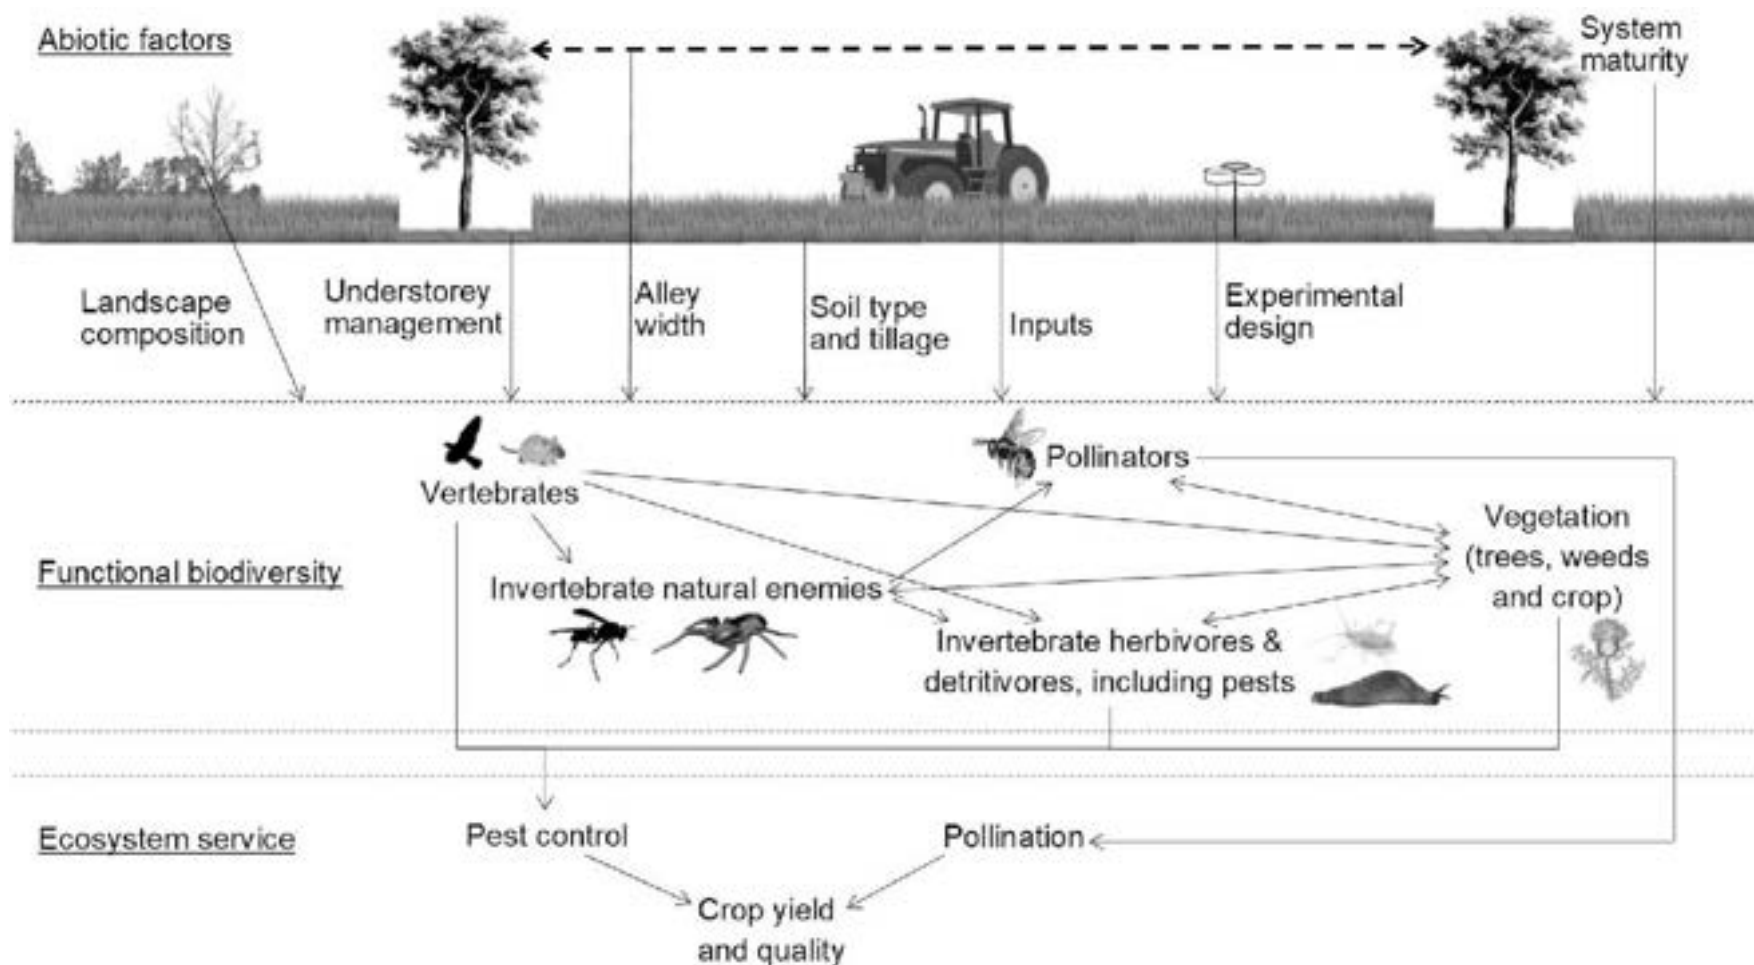 Abiotic factors
System
maturity
Landscape
composition
Understorey
management
Alley
width
Soil type
and tillage
Inputs
Experimental
design
Pollinators
Vertebrates
Vegetation
(trees, weeds
and crop)
Functional biodiversity
Invertebrate natural enemies
Invertebrate herbivores &
detritivores, including pests
Ecosystem service
Pest control
Pollination
Crop yield
and quality